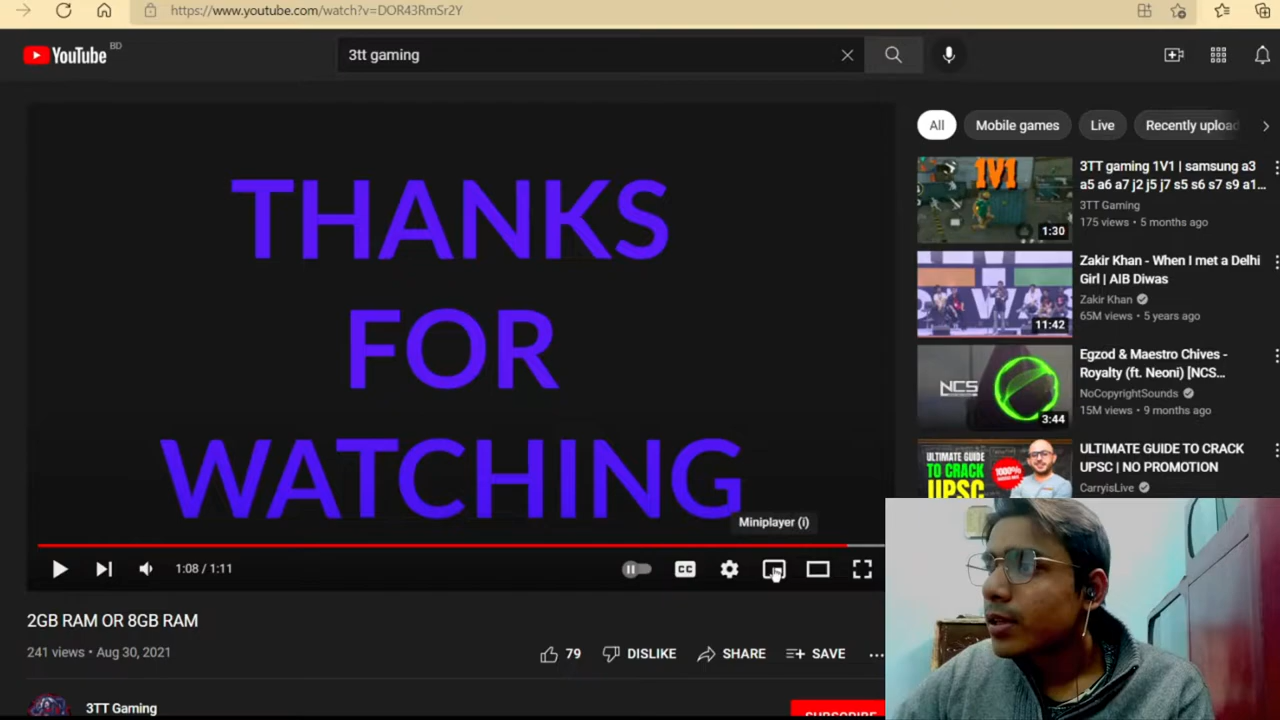 https://www.youtube.com/watch?v=DOR43RmSr2Y
YouTube BD
3tt gaming
THANKS
FOR
WATCHING
Miniplayer (i)
1:08 / 1:11
CC
2GB RAM OR 8GB RAM
241 views • Aug 30, 2021
79
DISLIKE
SHARE
SAVE
3TT Gaming
All
Mobile games
Live
Recently upload
1V1
1:30
3TT gaming 1V1 | samsung a3
a5 a6 a7 j2 j5 j7 s5 s6 s7 s9 a1...
3TT Gaming
175 views • 5 months ago
11:42
Zakir Khan - When I met a Delhi
Girl | AIB Diwas
Zakir Khan
65M views • 5 years ago
NCS
3:44
Egzod & Maestro Chives -
Royalty (ft. Neoni) [NCS...
NoCopyrightSounds
15M views • 9 months ago
ULTIMATE GUIDE
TO CRACK
UPSC
1000%
ULTIMATE GUIDE TO CRACK
UPSC | NO PROMOTION
CarryisLive